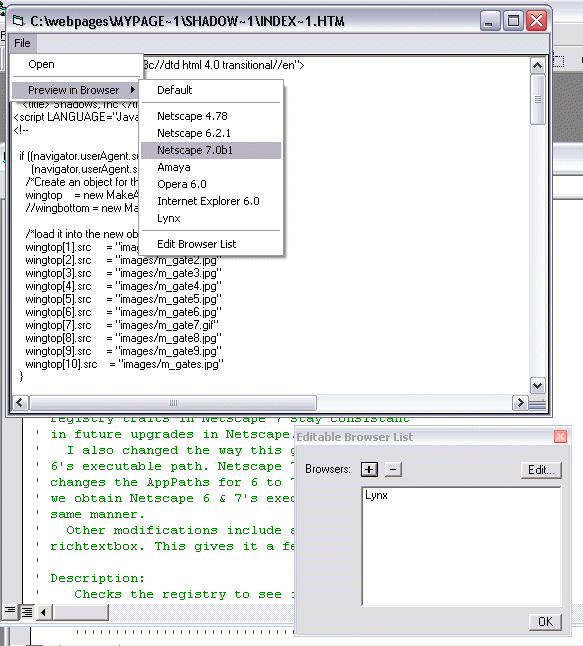 C:\webpages\MYPAGE~1\SHADOW~1\INDEX~1.HTM
File
Open
Preview in Browser
Default
Netscape 4.78
Netscape 6.2.1
Netscape 7.0b1
Amaya
Opera 6.0
Internet Explorer 6.0
Lynx
Edit Browser List
3c//dtd html 4.0 transitional//en">
<title> Shadows, Inc </ti
<script LANGUAGE="Java
<!--
if ((navigator.userAgent.su
(navigator.userAgent.
/*Create an object for th
wingtop = new MakeA
//wingbottom = new Ma
/*load it into the new ob
wingtop[1].src = "images
wingtop[2].src = "images/m_gate2.jpg"
wingtop[3].src = "images/m_gate3.jpg"
wingtop[4].src = "images/m_gate4.jpg"
wingtop[5].src = "images/m_gate5.jpg"
wingtop[6].src = "images/m_gate6.jpg"
wingtop[7].src = "images/m_gate7.gif"
wingtop[8].src = "images/m_gate8.jpg"
wingtop[9].src = "images/m_gate9.jpg"
wingtop[10].src = "images/m_gates.jpg"
}
' registry traits in Netscape 7 stay consistant
' in future upgrades in Netscape.
' I also changed the way this g
' 6's executable path. Netscape 7
' changes the AppPaths for 6 to 7
' we obtain Netscape 6 & 7's exec
' same manner.
' Other modifications include a
' richtextbox. This gives it a fe
'
' Description:
' Checks the registry to see i
Editable Browser List
Browsers:
+
-
Edit...
Lynx
OK